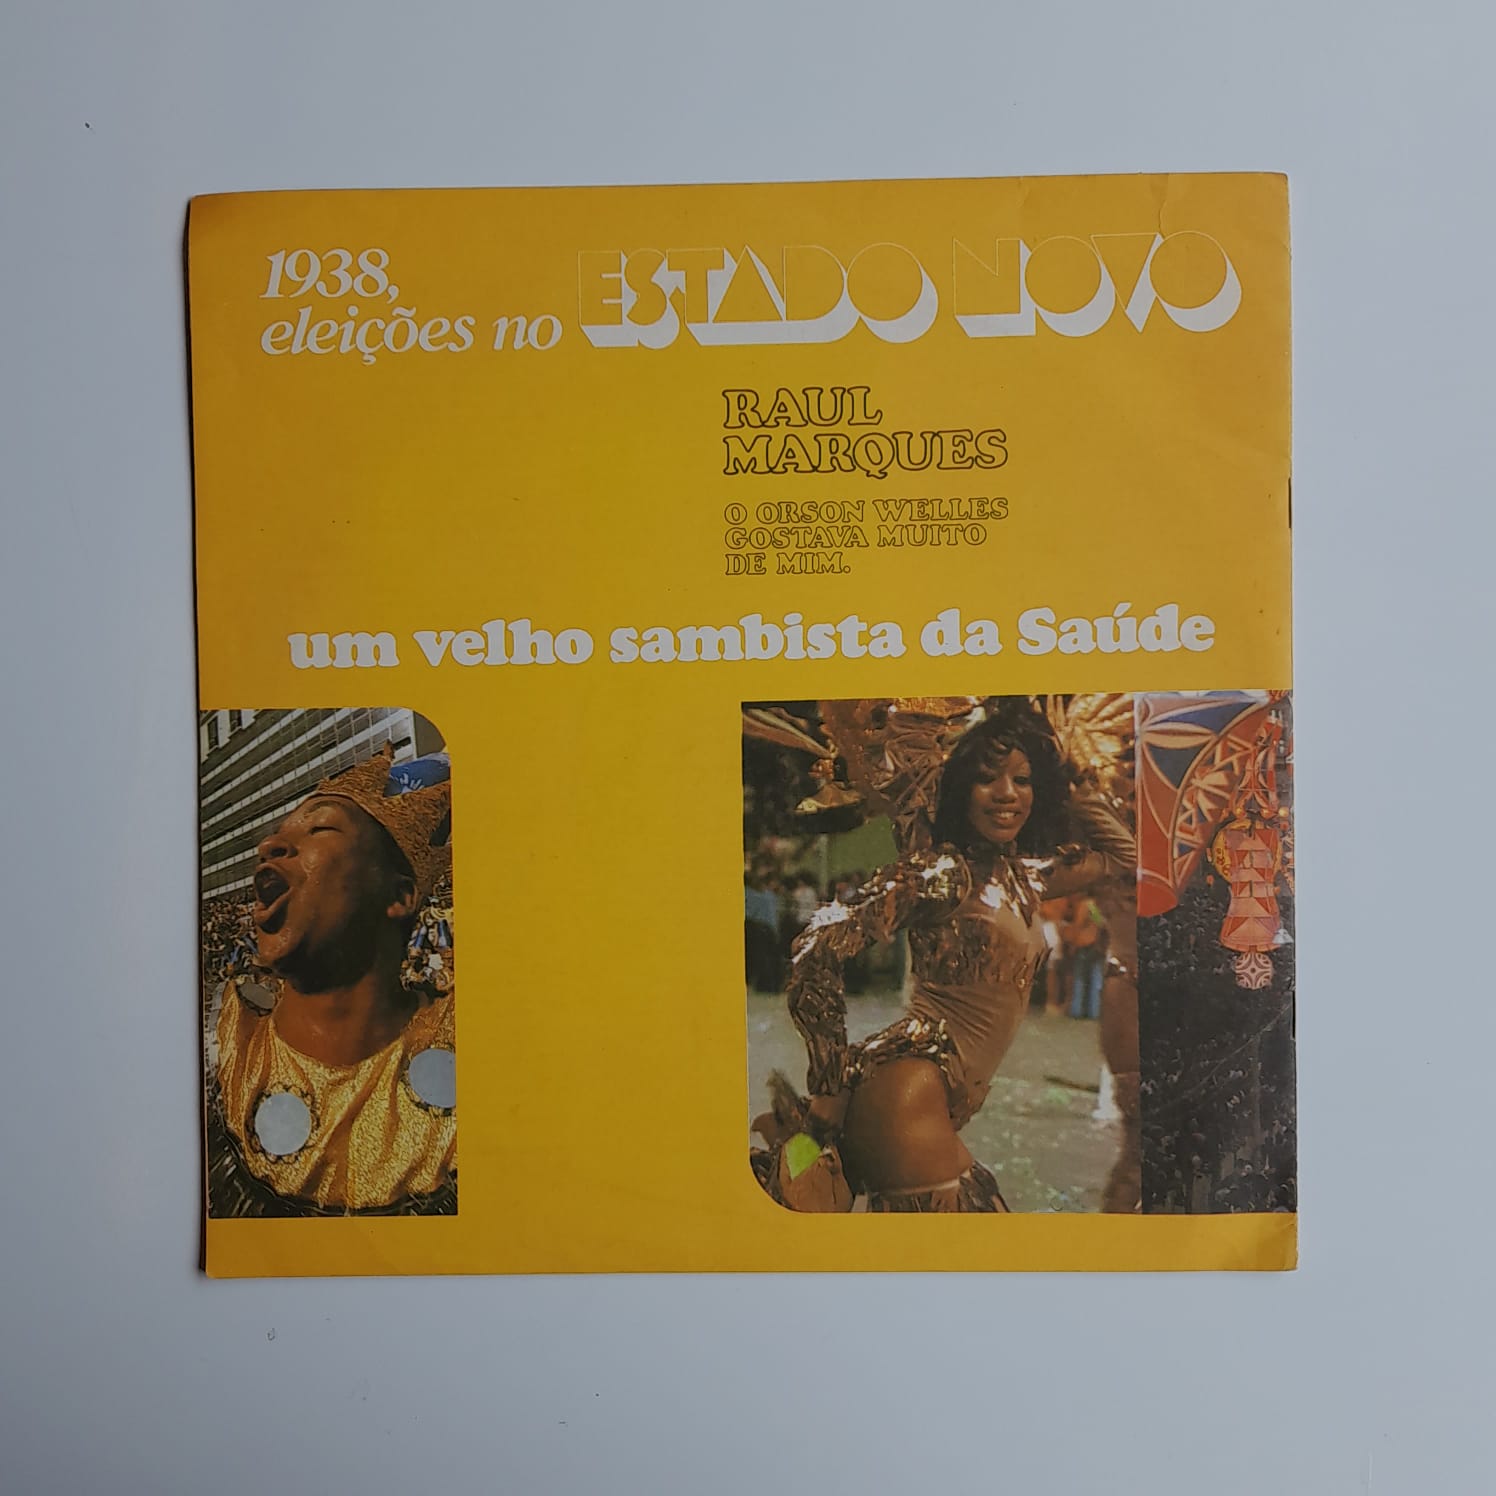 1938,
eleições no ESTADO NOVO
RAUL
MARQUES
O ORSON WELLES
GOSTAVA MUITO
DE MIM.
um velho sambista da Saúde